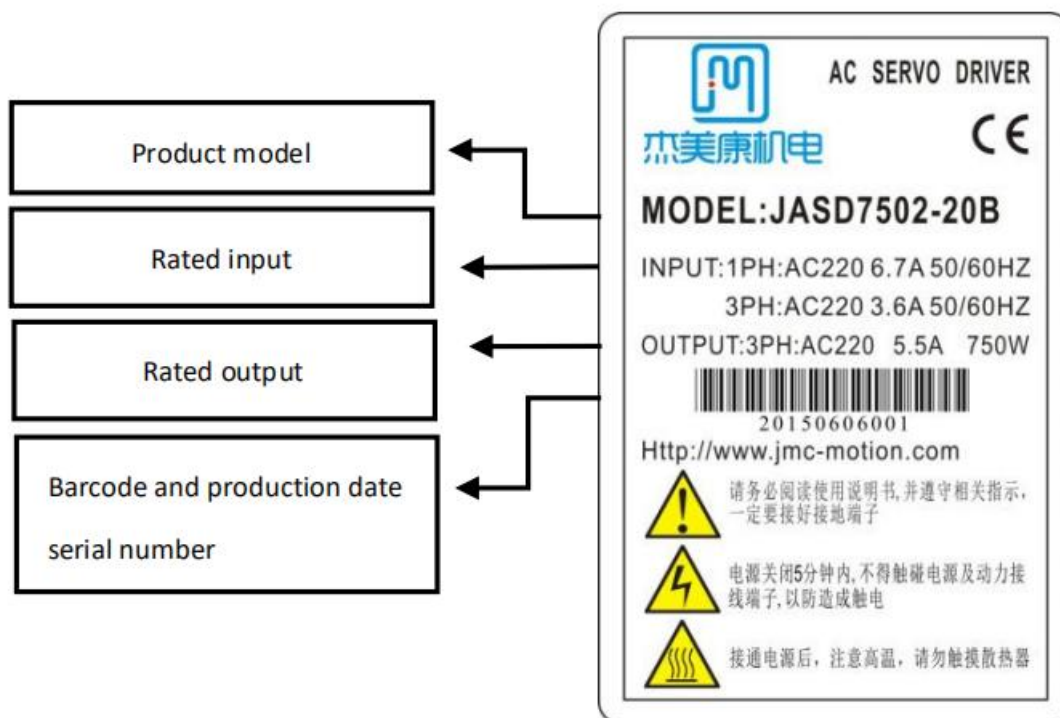 Product model
Rated input
Rated output
Barcode and production date
serial number
AC SERVO DRIVER
CE
杰美康机电
MODEL:JASD7502-20B
INPUT:1PH:AC220 6.7A 50/60HZ
3PH:AC220 3.6A 50/60HZ
OUTPUT:3PH:AC220 5.5A 750W
20150606001
Http://www.jmc-motion.com
请务必阅读使用说明书,并遵守相关指示,
一定要接好接地端子
电源关闭5分钟内,不得触碰电源及动力接
线端子,以防造成触电
接通电源后，注意高温，请勿触摸散热器